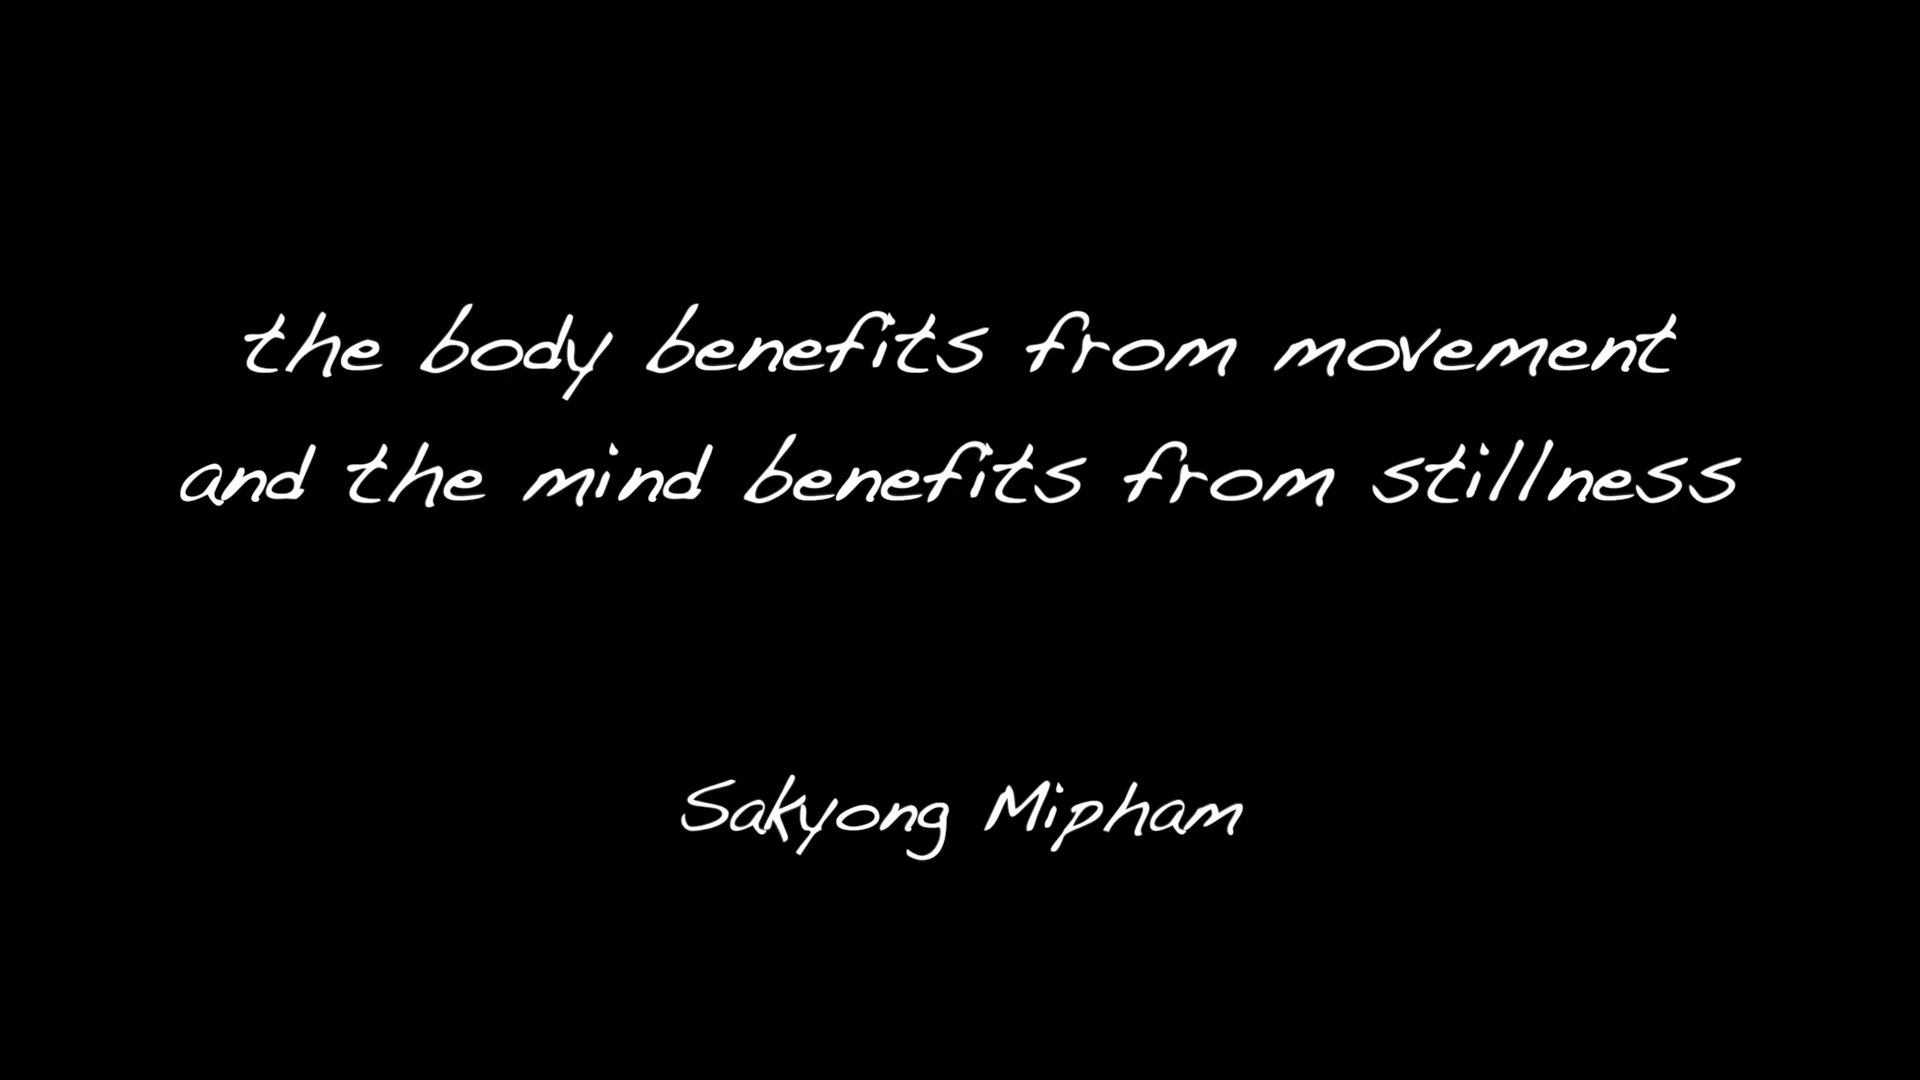 the body benefits from movement
and the mind benefits from stillness
Sakyong Mipham